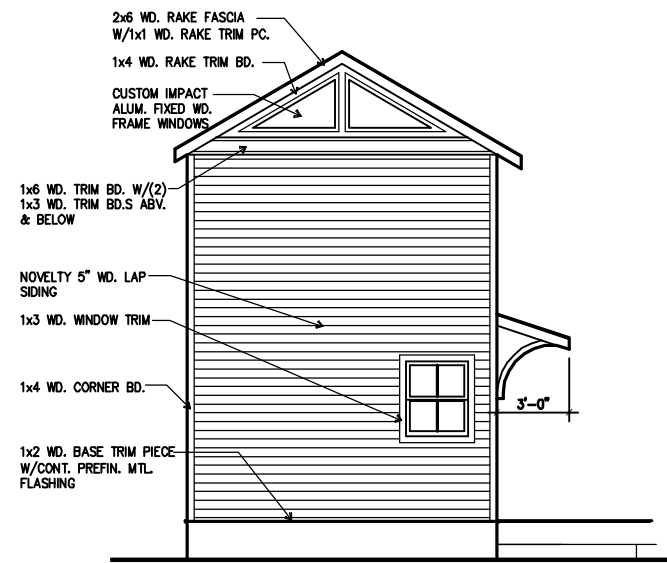 2x6 WD. RAKE FASCIA
W/1x1 WD. RAKE TRIM PC.
1x4 WD. RAKE TRIM BD.
CUSTOM IMPACT
ALUM. FIXED WD.
FRAME WINDOWS
1x6 WD. TRIM BD. W/(2)
1x3 WD. TRIM BD.S ABV.
& BELOW
NOVELTY 5" WD. LAP
SIDING
1x3 WD. WINDOW TRIM
1x4 WD. CORNER BD.
3'-0"
1x2 WD. BASE TRIM PIECE
W/CONT. PREFIN. MTL.
FLASHING